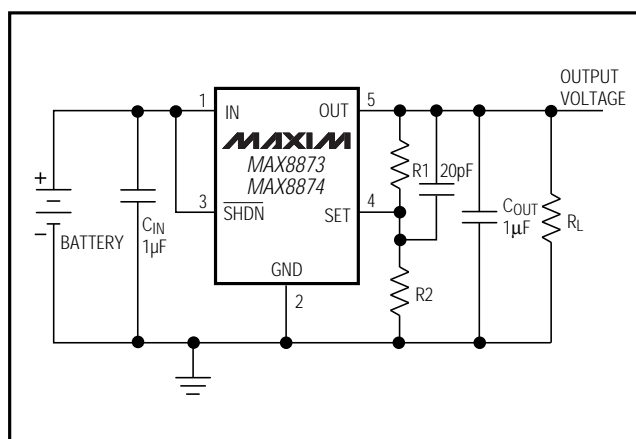 OUTPUT
VOLTAGE
1
IN
OUT
5
MAXIM
MAX8873
MAX8874
R1
20pF
+
−
BATTERY
CIN
1µF
3
SHDN
SET
4
COUT
1µF
RL
GND
2
R2